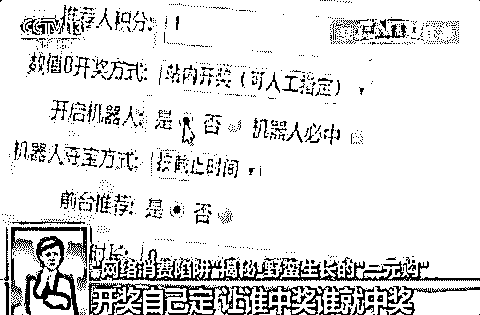 CCTV 13
推荐人积分: 1
数值B开奖方式: 站内开奖（可人工指定）
开启机器人: 是 否 机器人必中
机器人夺宝方式: 按截止时间
前台推荐: 是 否
"网络消费陷阱"揭秘 野蛮生长的"一元购"
开奖自己定 让谁中奖谁就中奖